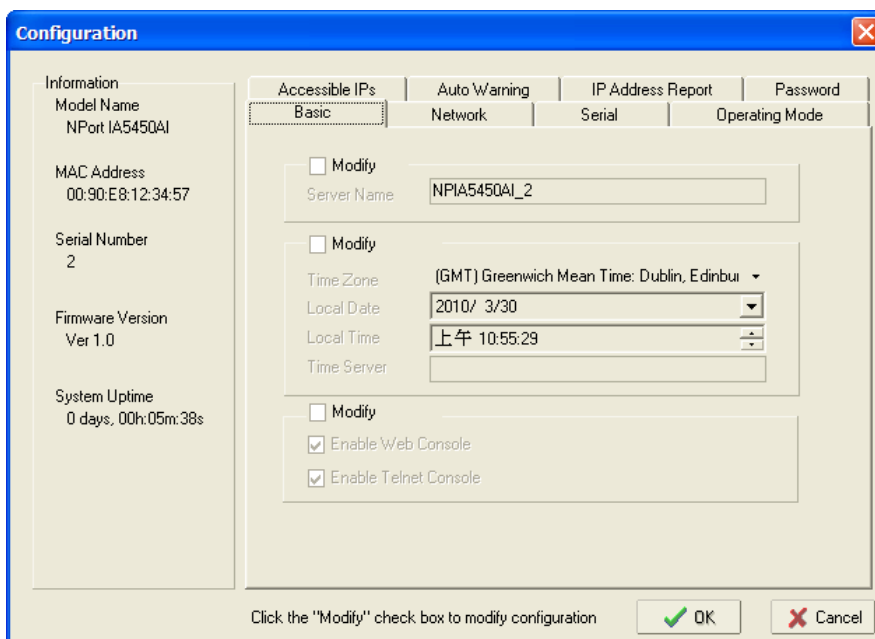 Configuration
Information
Model Name
NPort IA5450AI
MAC Address
00:90:E8:12:34:57
Serial Number
2
Firmware Version
Ver 1.0
System Uptime
0 days, 00h:05m:38s
Accessible IPs
Auto Warning
IP Address Report
Password
Basic
Network
Serial
Operating Mode
Modify
Server Name
NPIA5450AI_2
Modify
Time Zone
(GMT) Greenwich Mean Time: Dublin, Edinbur
Local Date
2010/ 3/30
Local Time
上午 10:55:29
Time Server
Modify
Enable Web Console
Enable Telnet Console
Click the "Modify" check box to modify configuration
OK
Cancel